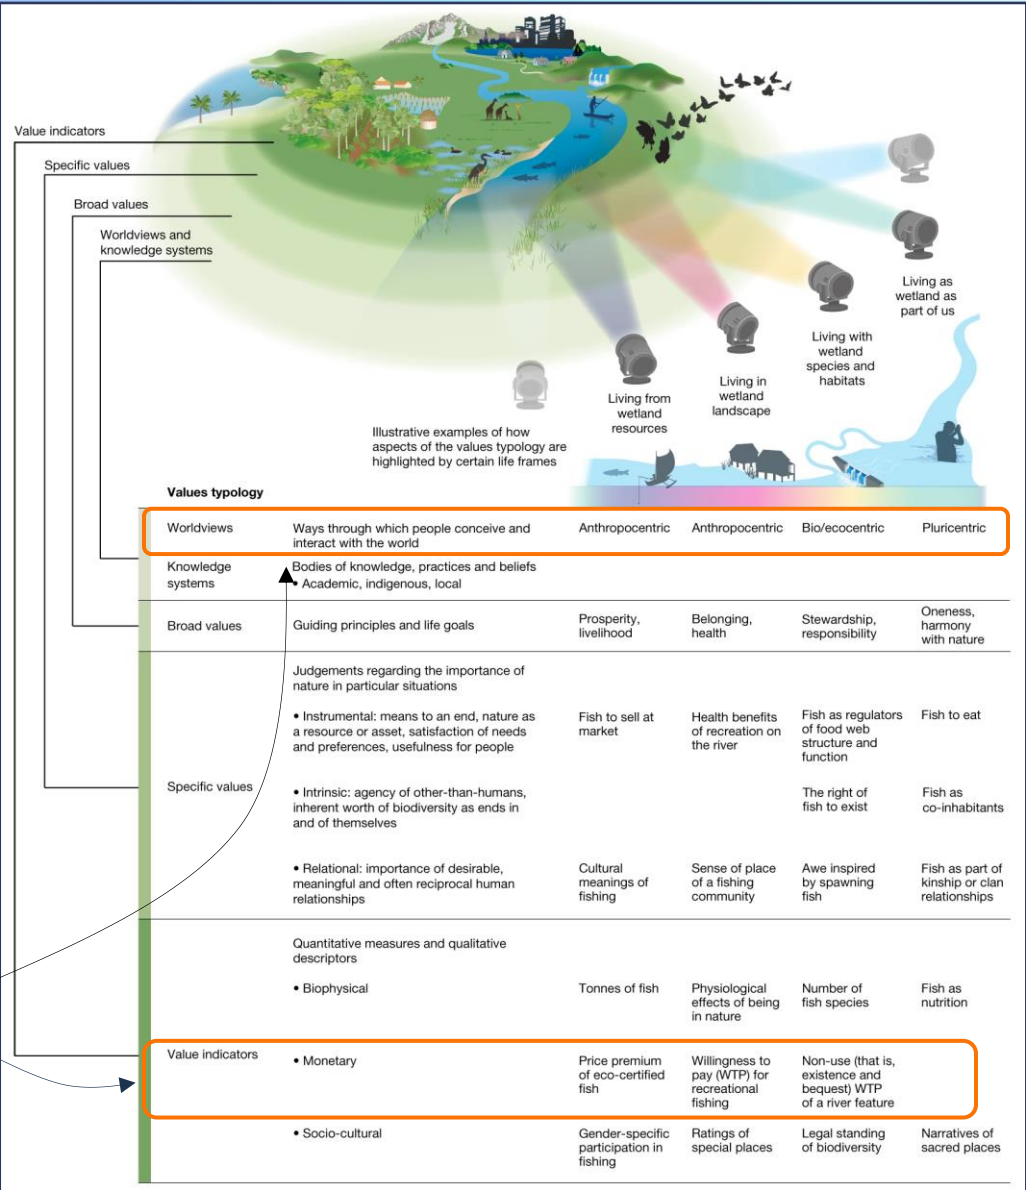 Value indicators
Specific values
Broad values
Worldviews and
knowledge systems
Living as
wetland as
part of us
Living with
wetland
species and
habitats
Living in
wetland
landscape
Living from
wetland
resources
Illustrative examples of how
aspects of the values typology are
highlighted by certain life frames
Values typology
Worldviews
Ways through which people conceive and
interact with the world
Anthropocentric
Anthropocentric
Bio/ecocentric
Pluricentric
Knowledge
systems
Bodies of knowledge, practices and beliefs
• Academic, indigenous, local
Broad values
Guiding principles and life goals
Prosperity,
livelihood
Belonging,
health
Stewardship,
responsibility
Oneness,
harmony
with nature
Specific values
Judgements regarding the importance of
nature in particular situations
• Instrumental: means to an end, nature as
a resource or asset, satisfaction of needs
and preferences, usefulness for people
Fish to sell at
market
Health benefits
of recreation on
the river
Fish as regulators
of food web
structure and
function
Fish to eat
• Intrinsic: agency of other-than-humans,
inherent worth of biodiversity as ends in
and of themselves
The right of
fish to exist
Fish as
co-inhabitants
• Relational: importance of desirable,
meaningful and often reciprocal human
relationships
Cultural
meanings of
fishing
Sense of place
of a fishing
community
Awe inspired
by spawning
fish
Fish as part of
kinship or clan
relationships
Value indicators
Quantitative measures and qualitative
descriptors
• Biophysical
Tonnes of fish
Physiological
effects of being
in nature
Number of
fish species
Fish as
nutrition
• Monetary
Price premium
of eco-certified
fish
Willingness to
pay (WTP) for
recreational
fishing
Non-use (that is,
existence and
bequest) WTP
of a river feature
• Socio-cultural
Gender-specific
participation in
fishing
Ratings of
special places
Legal standing
of biodiversity
Narratives of
sacred places